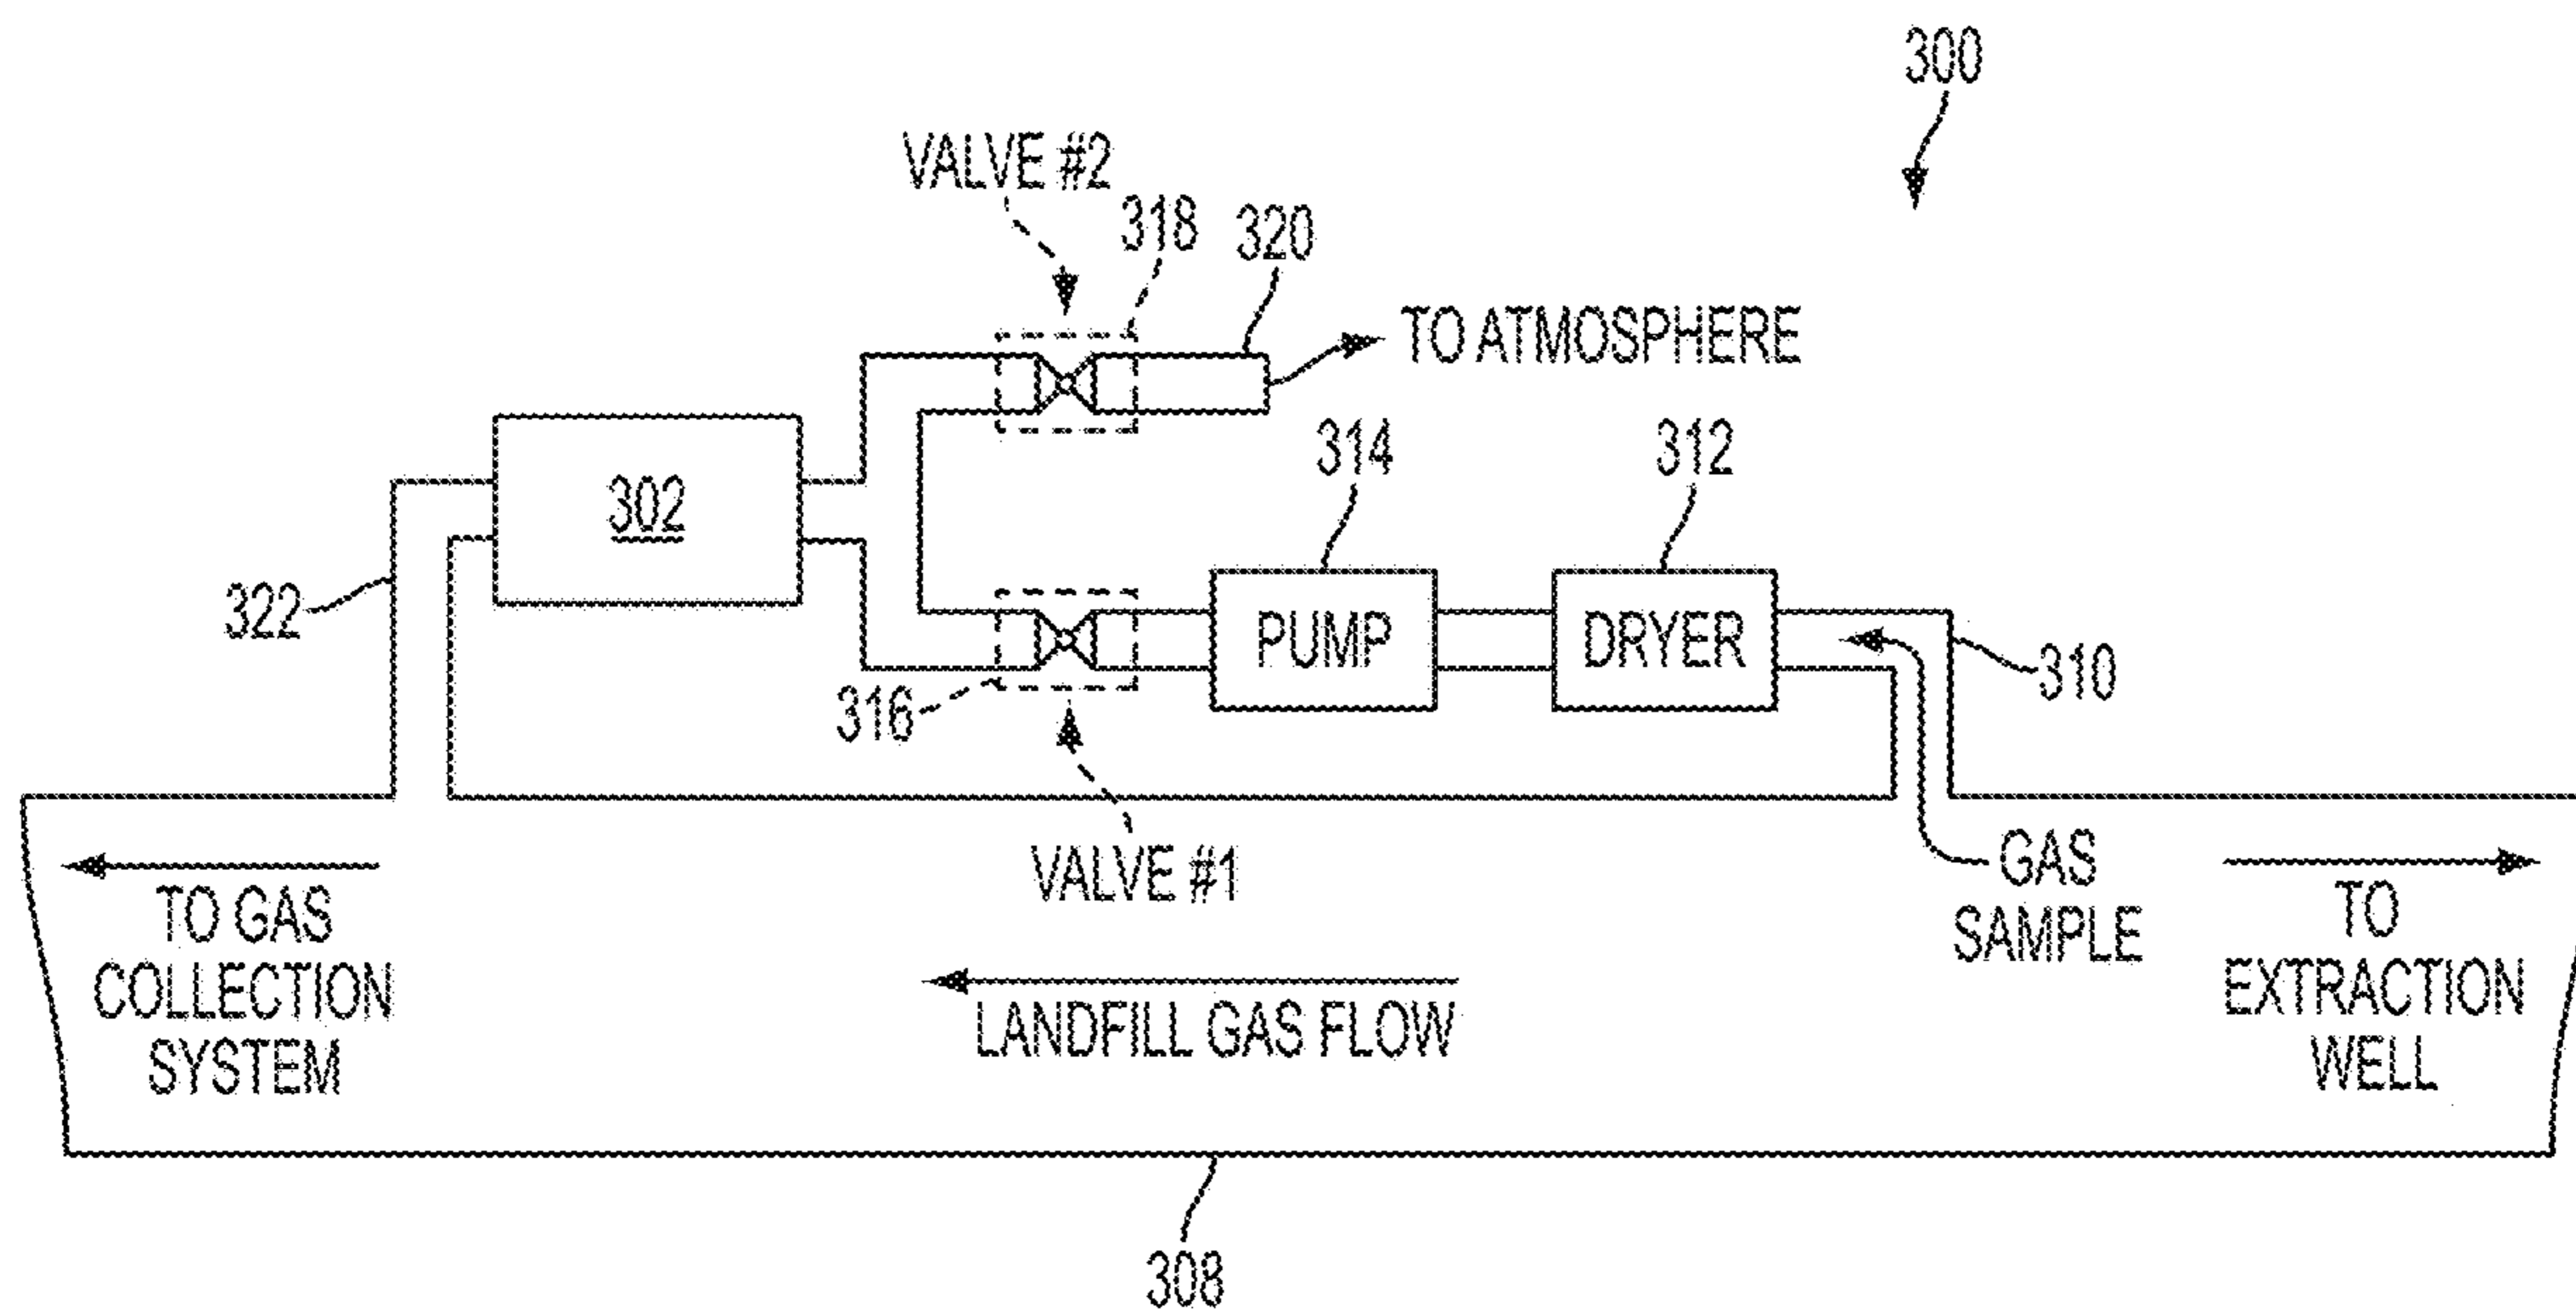 300
VALVE #2
318
320
TO ATMOSPHERE
314
312
302
322
PUMP
DRYER
310
316
VALVE #1
GAS
SAMPLE
TO GAS
COLLECTION
SYSTEM
LANDFILL GAS FLOW
TO
EXTRACTION
WELL
308